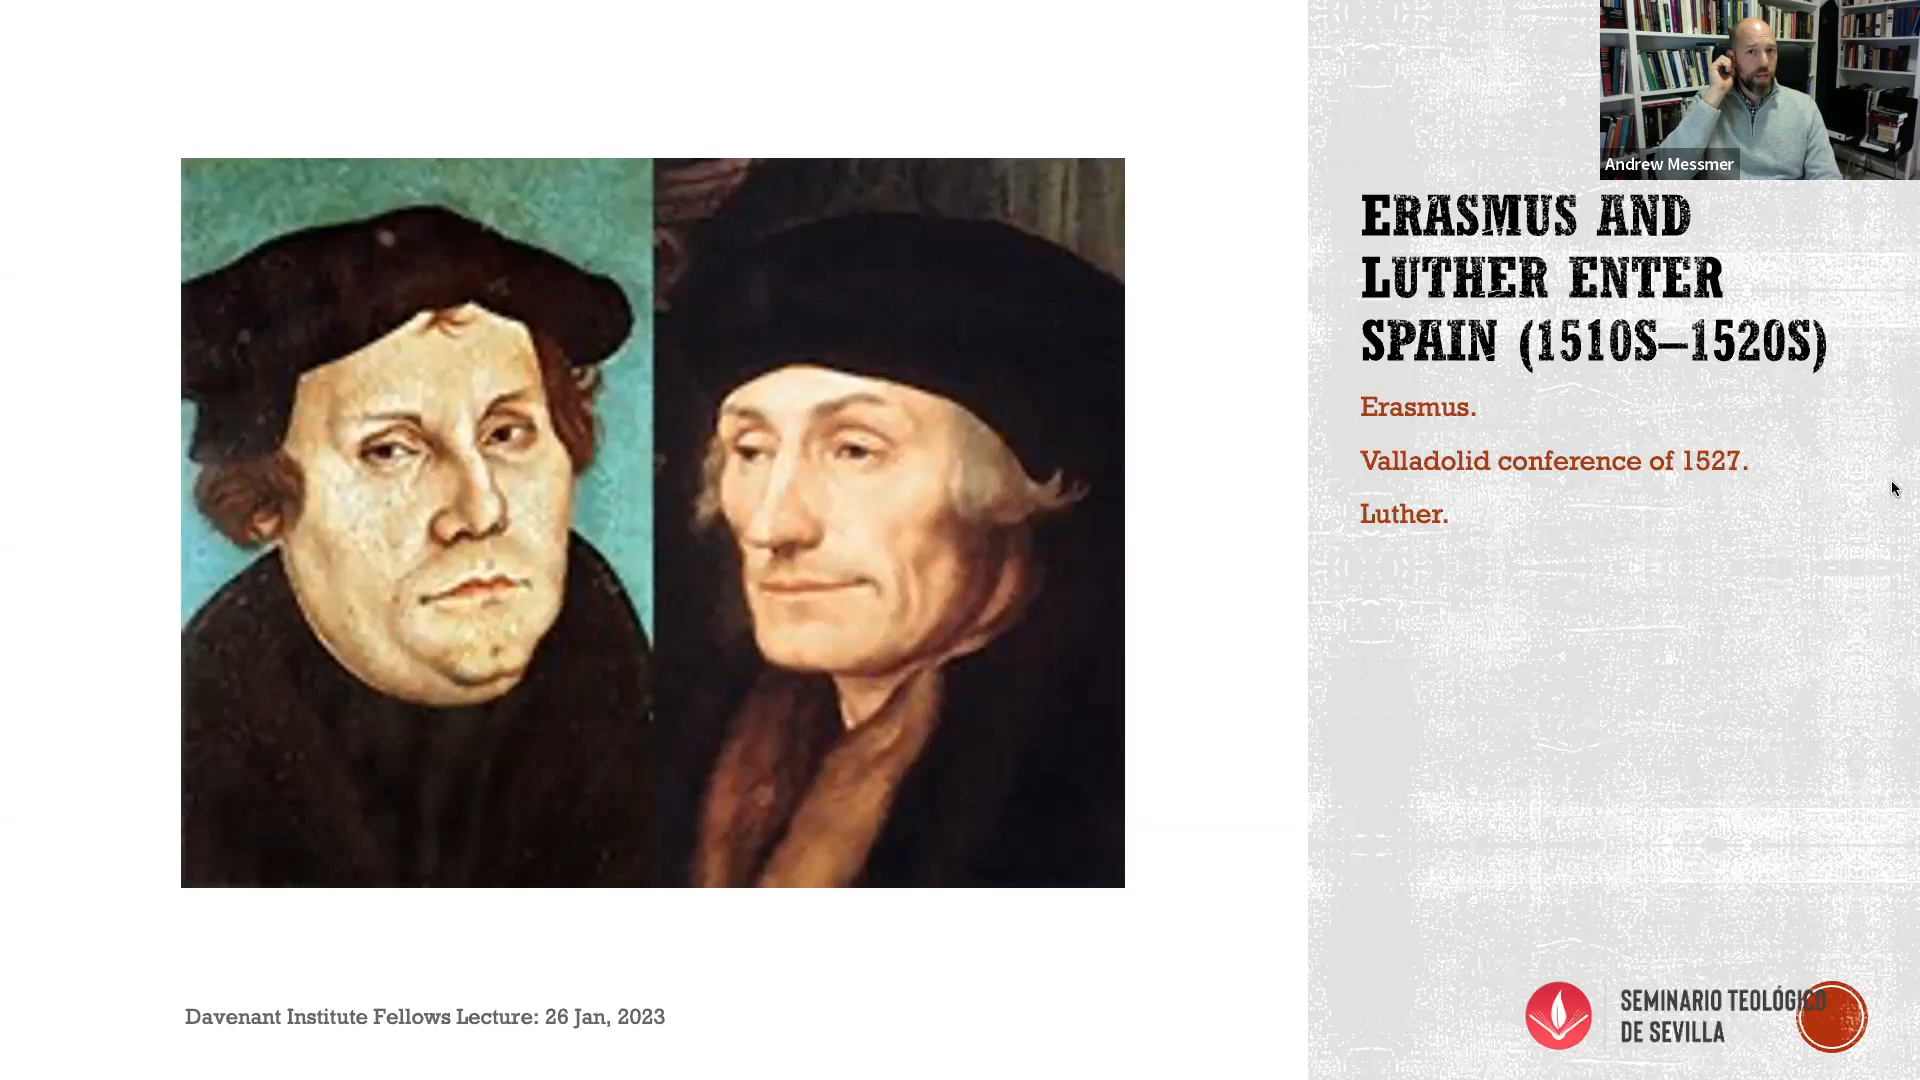 Andrew Messmer
ERASMUS AND
LUTHER ENTER
SPAIN (1510S–1520S)
Erasmus.
Valladolid conference of 1527.
Luther.
Davenant Institute Fellows Lecture: 26 Jan, 2023
SEMINARIO TEOLÓGICO
DE SEVILLA